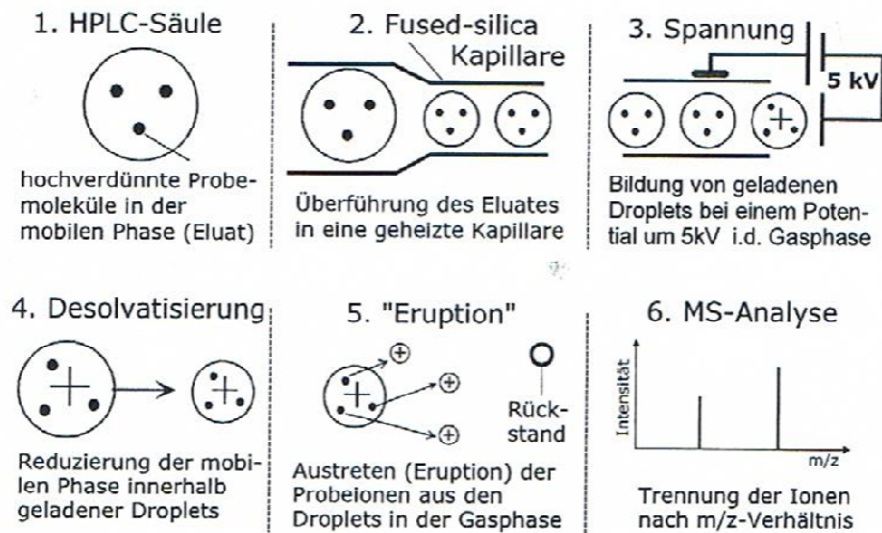 1. HPLC-Säule
hochverdünnte Probe-
moleküle in der
mobilen Phase (Eluat)
2. Fused-silica
Kapillare
Überführung des Eluates
in eine geheizte Kapillare
3. Spannung
5 kV
Bildung von geladenen
Droplets bei einem Poten-
tial um 5kV i.d. Gasphase
4. Desolvatisierung
Reduzierung der mobi-
len Phase innerhalb
geladener Droplets
5. "Eruption"
Rück-
stand
Austreten (Eruption) der
Probeionen aus den
Droplets in der Gasphase
6. MS-Analyse
Intensität
m/z
Trennung der Ionen
nach m/z-Verhältnis